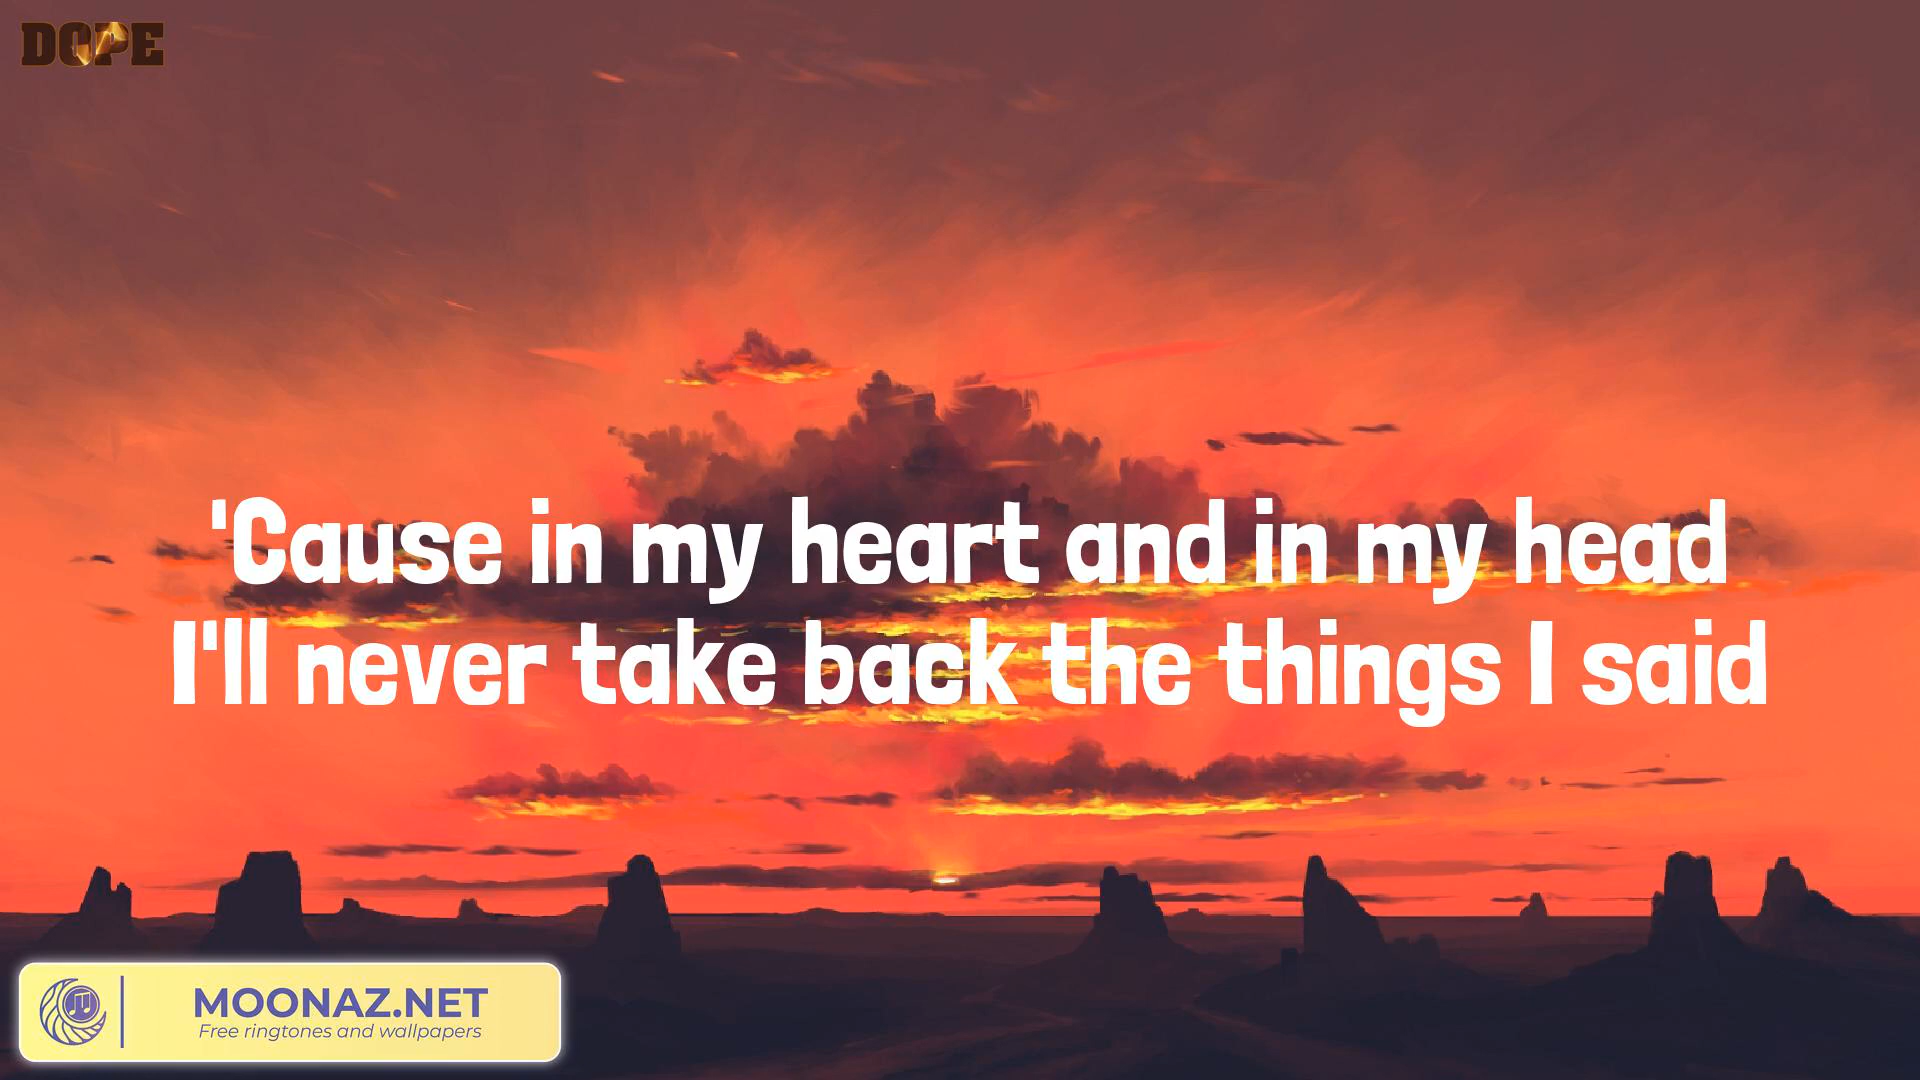 DOPE
'Cause in my heart and in my head
I'll never take back the things I said
MOONAZ.NET
Free ringtones and wallpapers